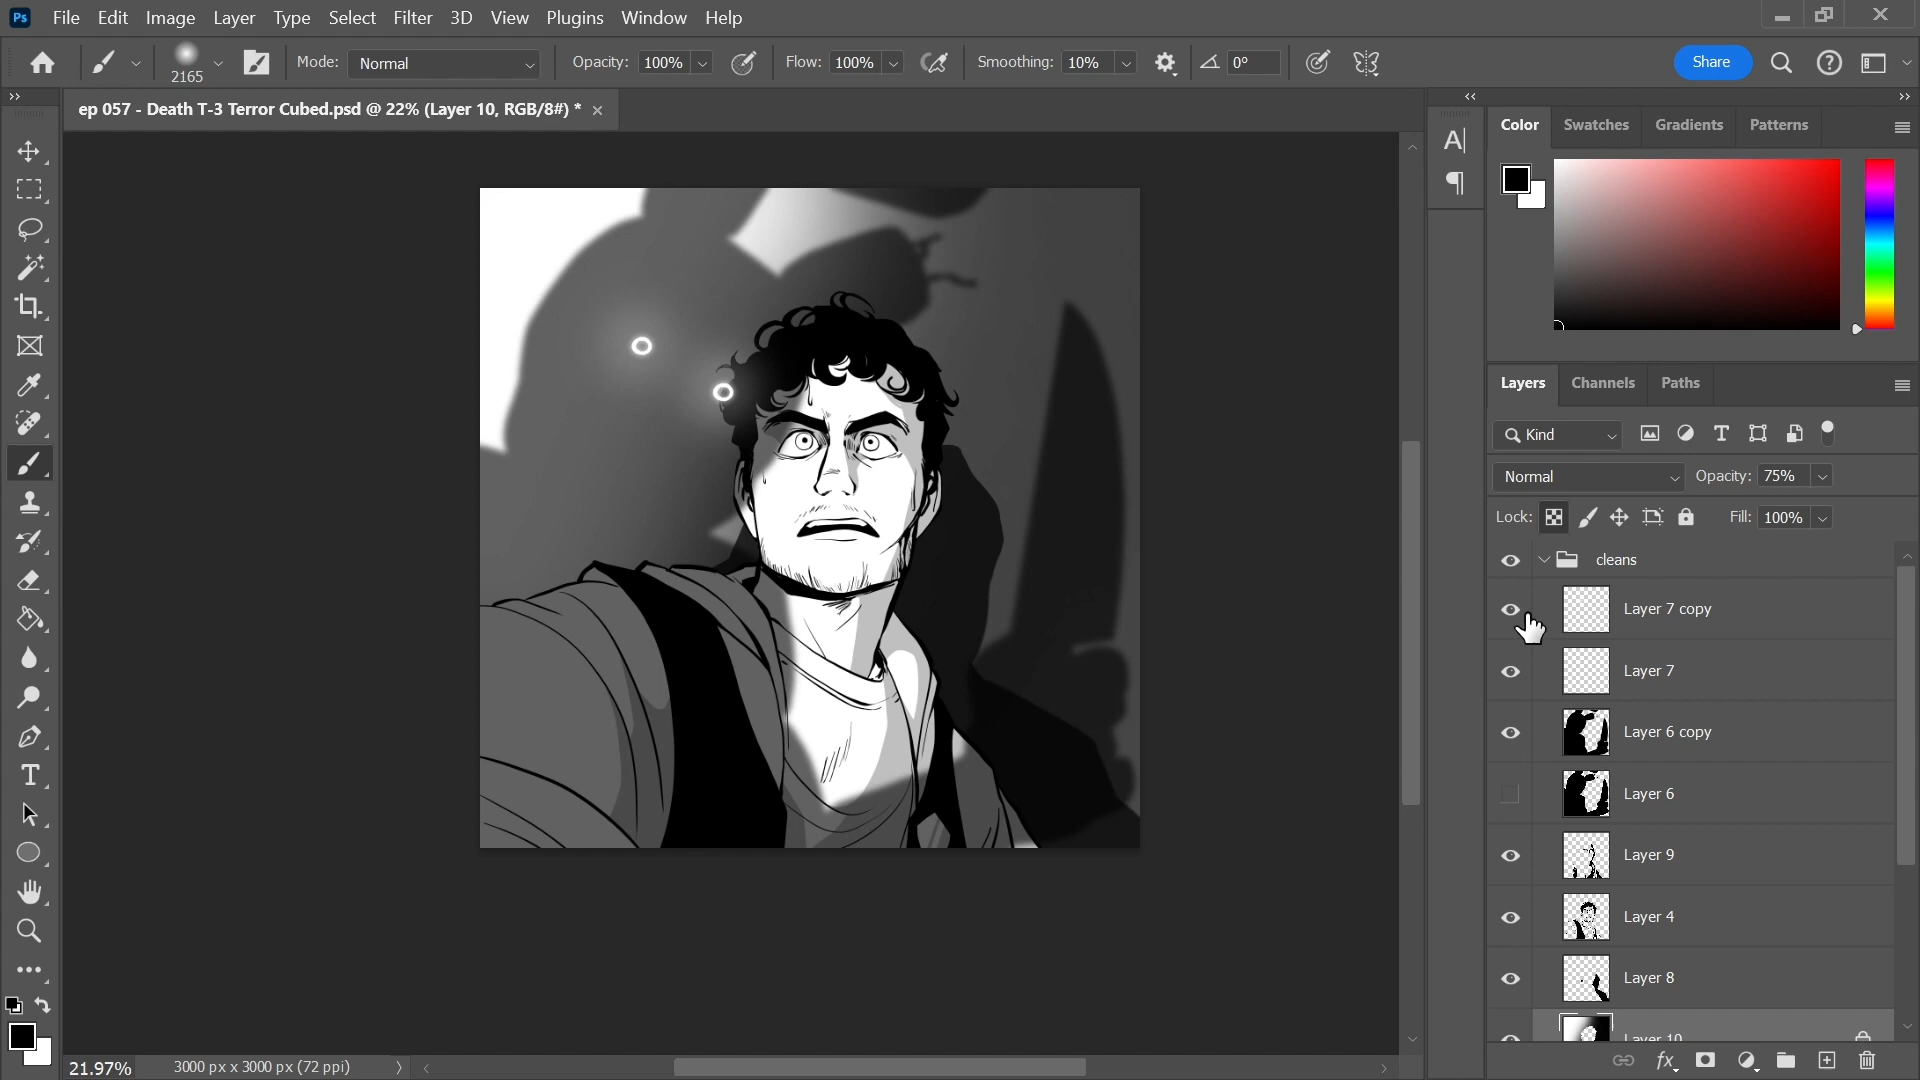 Ps File Edit Image Layer Type Select Filter 3D View Plugins Window Help
2165 Mode: Normal Opacity: 100% Flow: 100% Smoothing: 10% 0° Share
ep 057 - Death T-3 Terror Cubed.psd @ 22% (Layer 10, RGB/8#) *
Color Swatches Gradients Patterns
Layers Channels Paths
Kind
Normal Opacity: 75%
Lock: Fill: 100%
cleans
Layer 7 copy
Layer 7
Layer 6 copy
Layer 6
Layer 9
Layer 4
Layer 8
Layer 10
21.97% 3000 px x 3000 px (72 ppi)